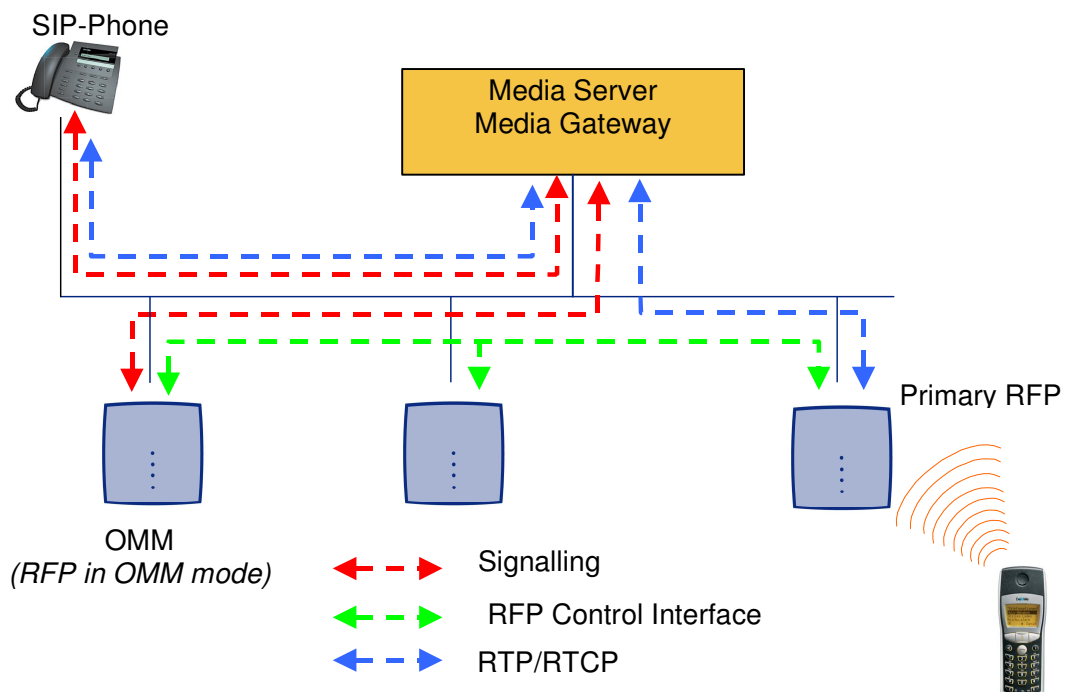 SIP-Phone
Media Server
Media Gateway
Primary RFP
OMM
(RFP in OMM mode)
Signalling
RFP Control Interface
RTP/RTCP